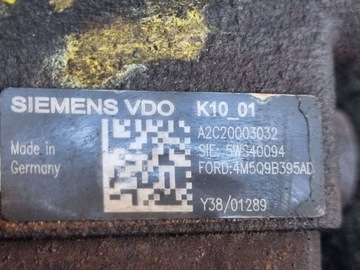 SIEMENS VDO K10_01
A2C20003032
Made in SIE: 5WS40094
Germany FORD:4M5Q9B395AD
Y38/01289